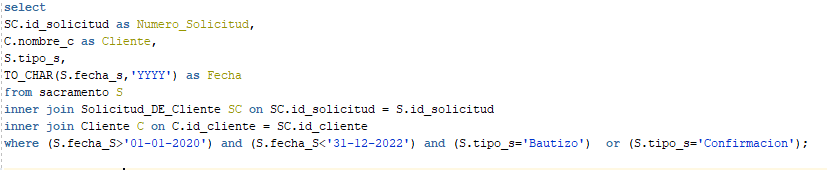 select
SC.id_solicitud as Numero_Solicitud,
C.nombre_c as Cliente,
S.tipo_s,
TO_CHAR(S.fecha_s,'YYYY') as Fecha
from sacramento S
inner join Solicitud_DE_Cliente SC on SC.id_solicitud = S.id_solicitud
inner join Cliente C on C.id_cliente = SC.id_cliente
where (S.fecha_S>'01-01-2020') and (S.fecha_S<'31-12-2022') and (S.tipo_s='Bautizo')  or (S.tipo_s='Confirmacion');